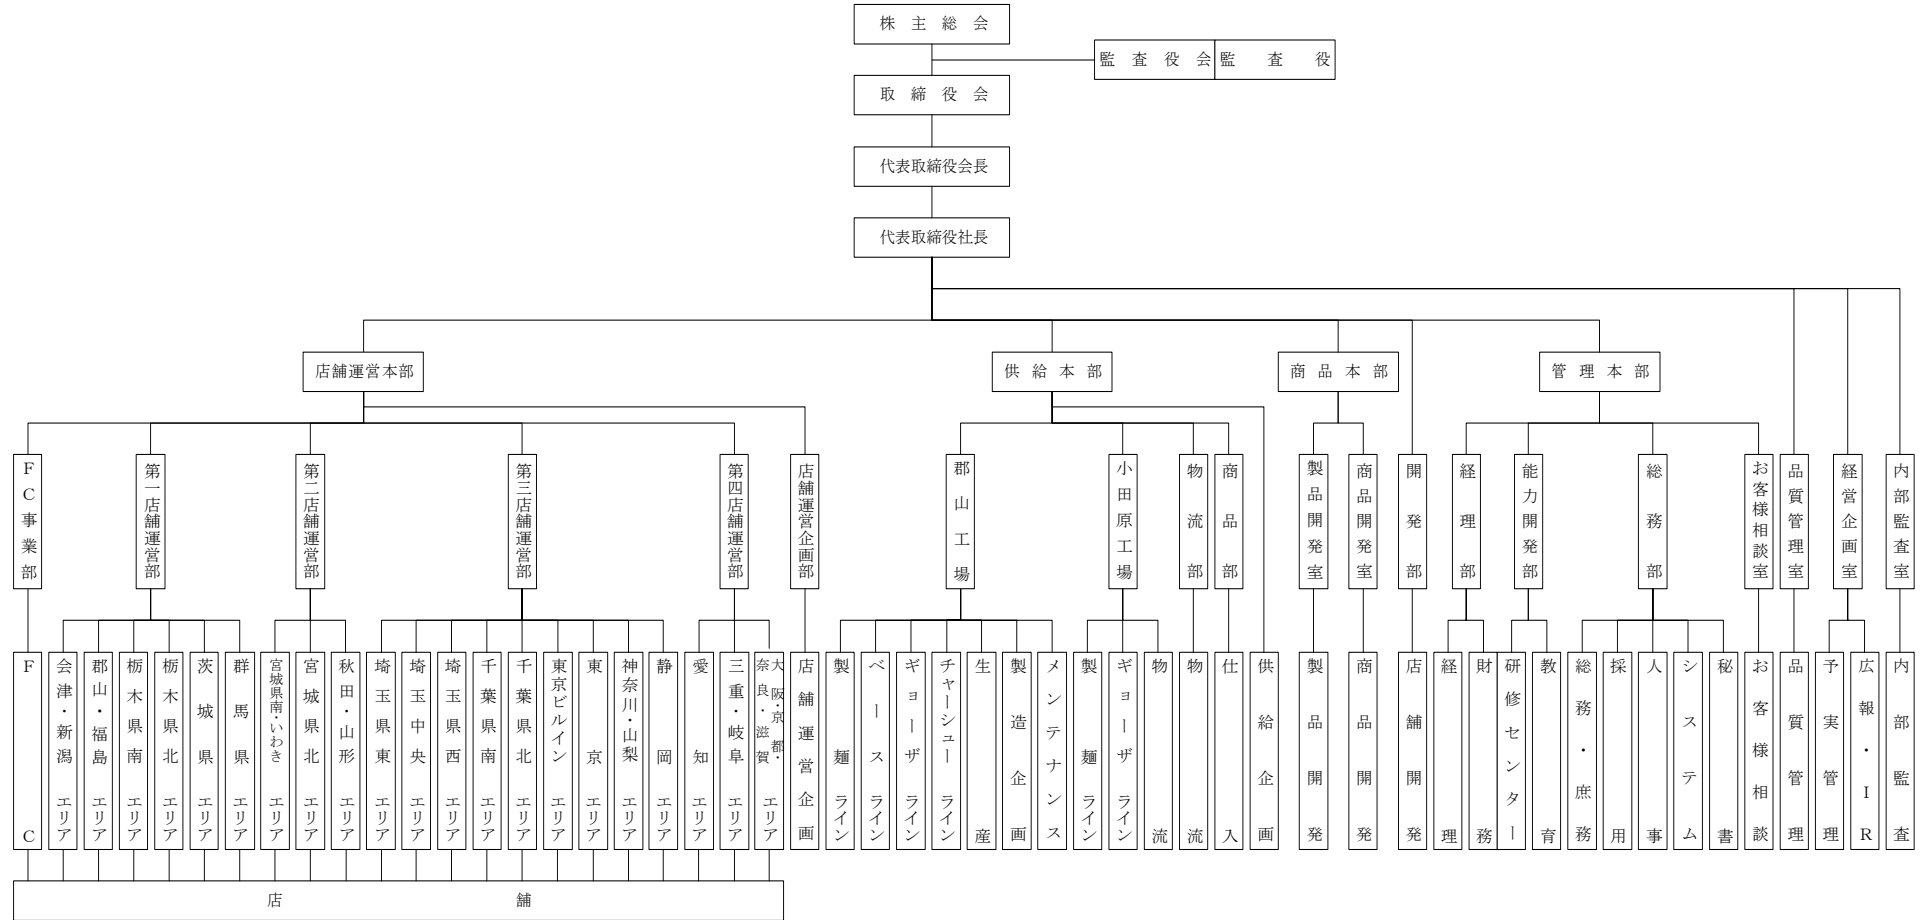 株主総会
監査役会
監査役
取締役会
代表取締役会長
代表取締役社長
店舗運営本部
供給本部
商品本部
管理本部
FC事業部
第一店舗運営部
第二店舗運営部
第三店舗運営部
第四店舗運営部
店舗運営企画部
郡山工場
小田原工場
物流部
商品部
製品開発室
商品開発室
開発部
経理部
能力開発部
総務部
お客様相談室
品質管理室
経営企画室
内部監査室
FC
会津・新潟エリア
郡山・福島エリア
栃木県南エリア
栃木県北エリア
茨城県エリア
群馬県エリア
宮城県南・いわきエリア
宮城県北エリア
秋田・山形エリア
埼玉県東エリア
埼玉中央エリア
埼玉県西エリア
千葉県南エリア
千葉県北エリア
東京ビルインエリア
東京エリア
神奈川・山梨エリア
静岡エリア
愛知エリア
三重・岐阜エリア
大阪・京都・
奈良・滋賀
エリア
店舗運営企画
製麺ライン
ベースライン
ギョーザライン
チャーシューライン
生産
製造企画
メンテナンス
製麺ライン
ギョーザライン
物流
物流
仕入
供給企画
製品開発
商品開発
店舗開発
経理
財務
研修センター
教育
総務・庶務
採用
人事
システム
秘書
お客様相談
品質管理
予実管理
広報・IR
内部監査
店舗